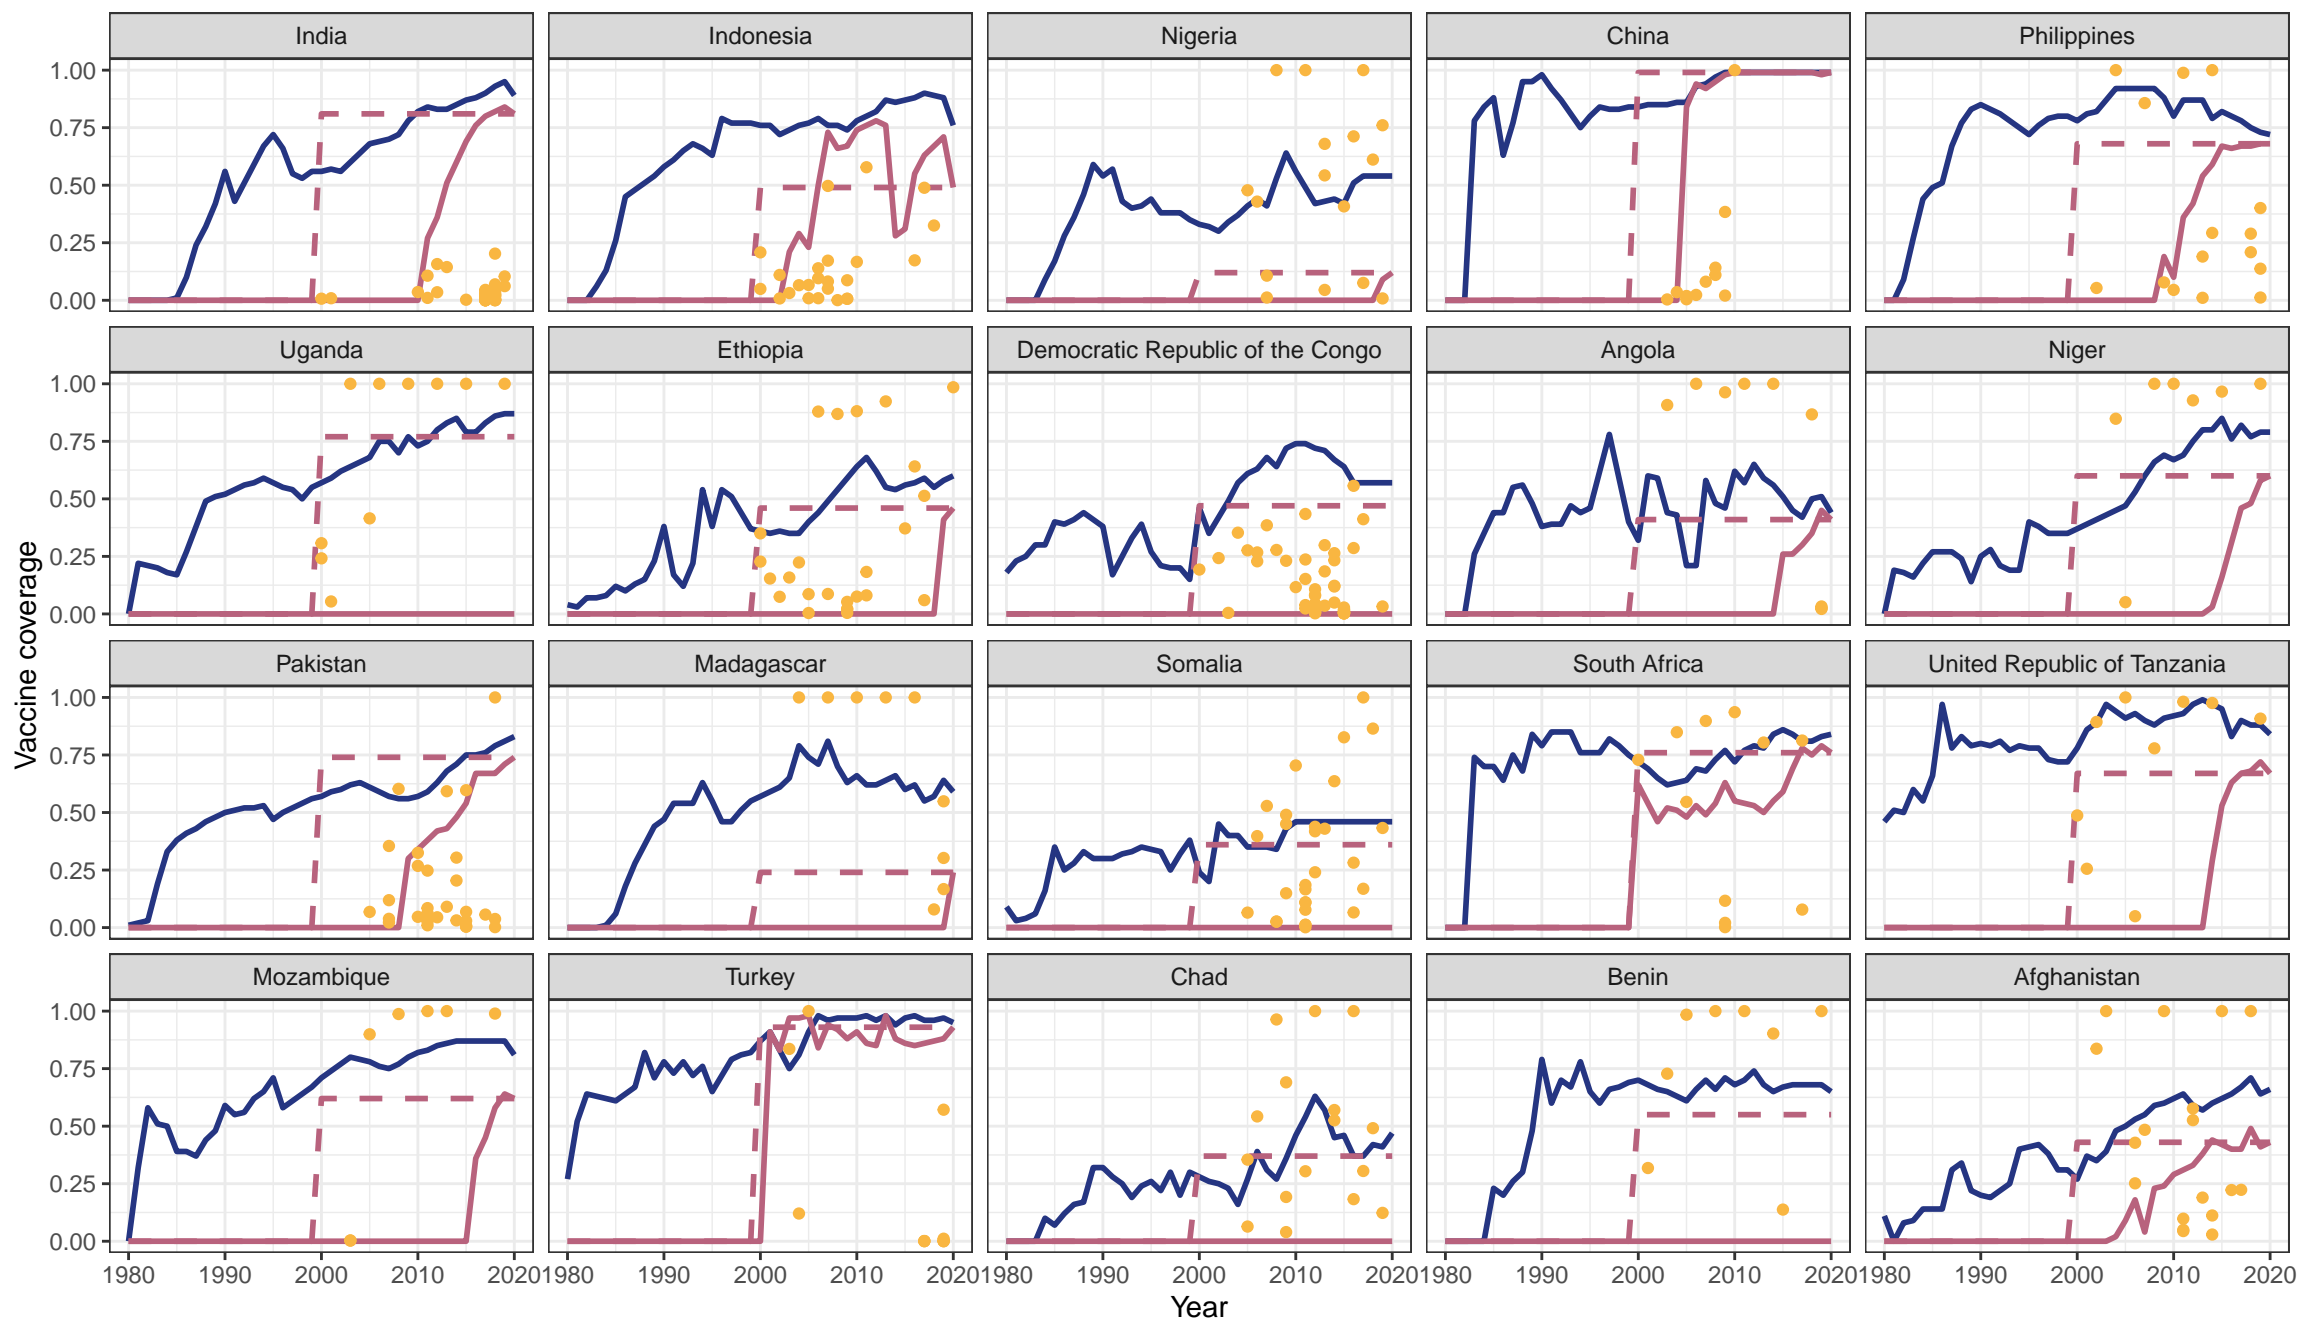 India Indonesia Nigeria China Philippines
1.00
0.75
0.50
0.25
0.00
Uganda Ethiopia Democratic Republic of the Congo Angola Niger
1.00
0.75
0.50
0.25
0.00
Vaccine coverage
Pakistan Madagascar Somalia South Africa United Republic of Tanzania
1.00
0.75
0.50
0.25
0.00
Mozambique Turkey Chad Benin Afghanistan
1.00
0.75
0.50
0.25
0.00
1980 1990 2000 2010 2020 1980 1990 2000 2010 2020 1980 1990 2000 2010 2020 1980 1990 2000 2010 2020 1980 1990 2000 2010 2020
Year